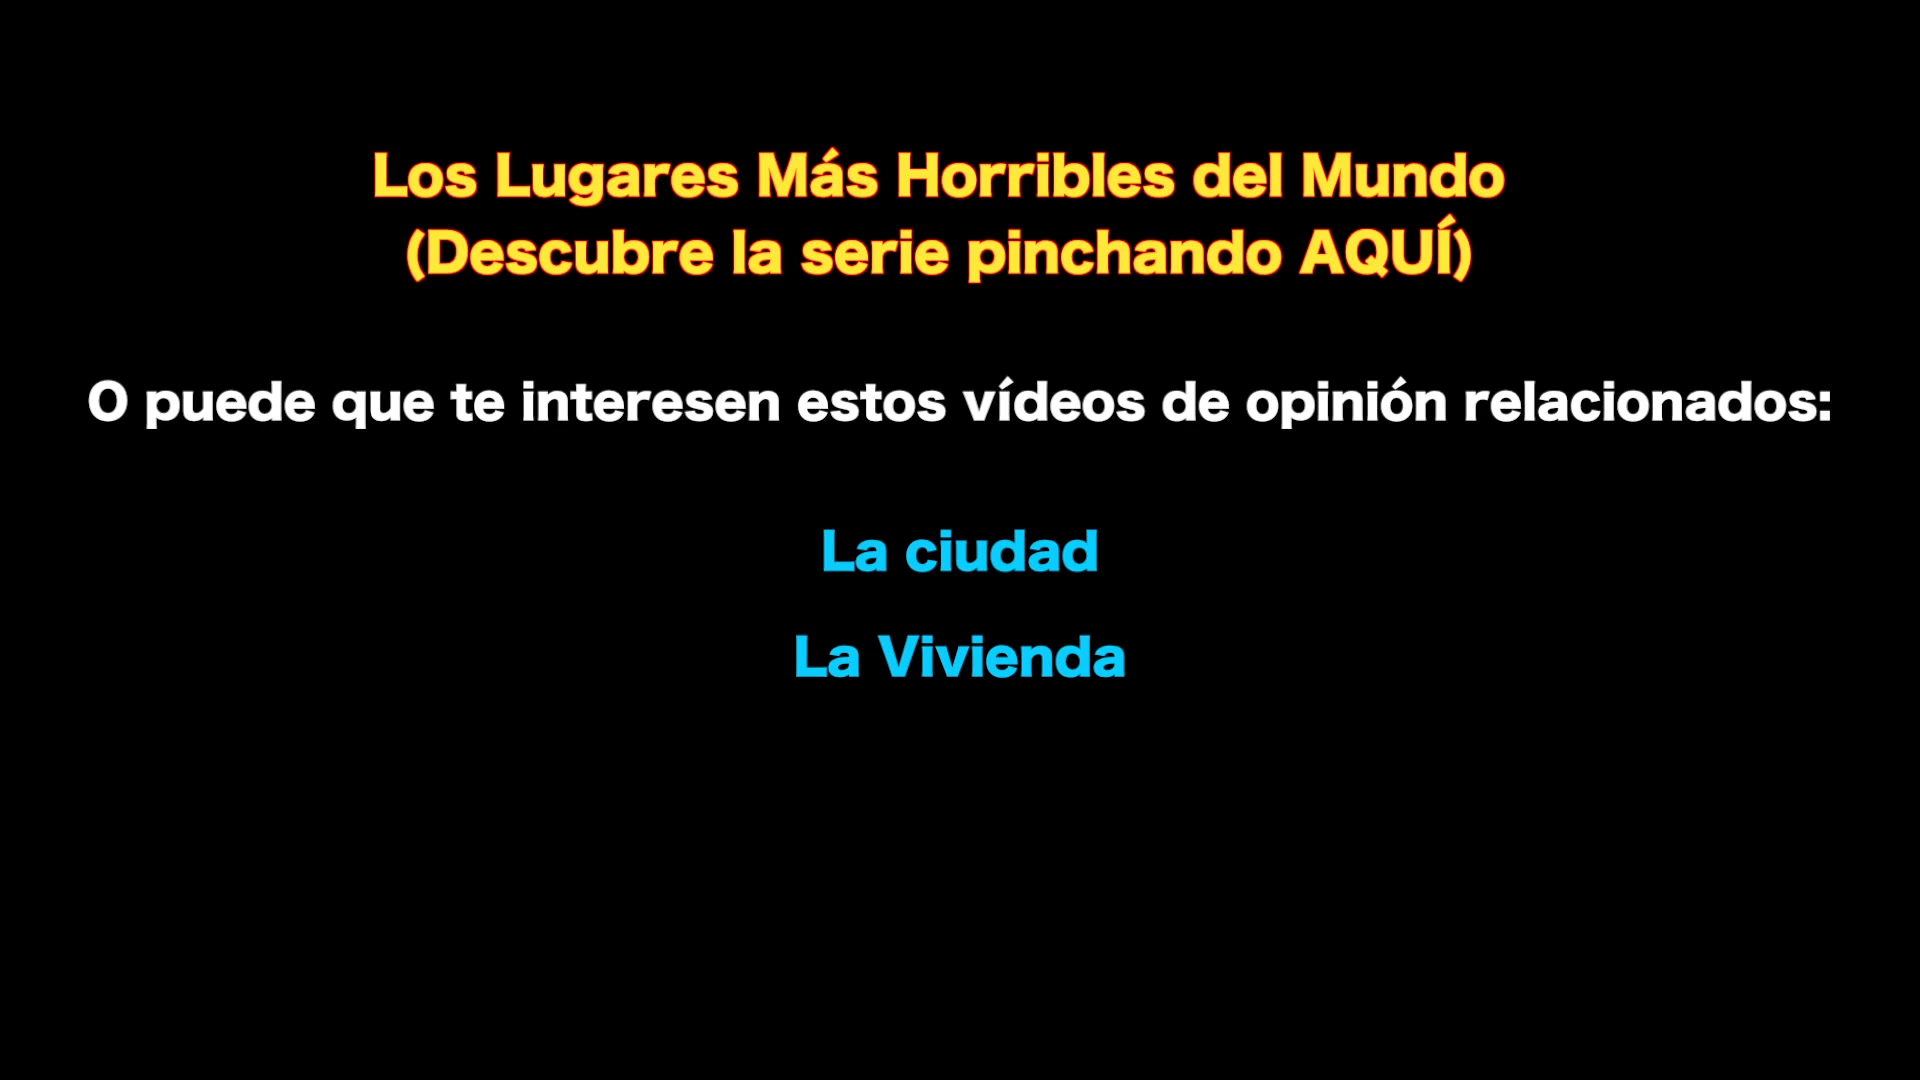 Los Lugares Más Horribles del Mundo
(Descubre la serie pinchando AQUÍ)
O puede que te interesen estos vídeos de opinión relacionados:
La ciudad
La Vivienda